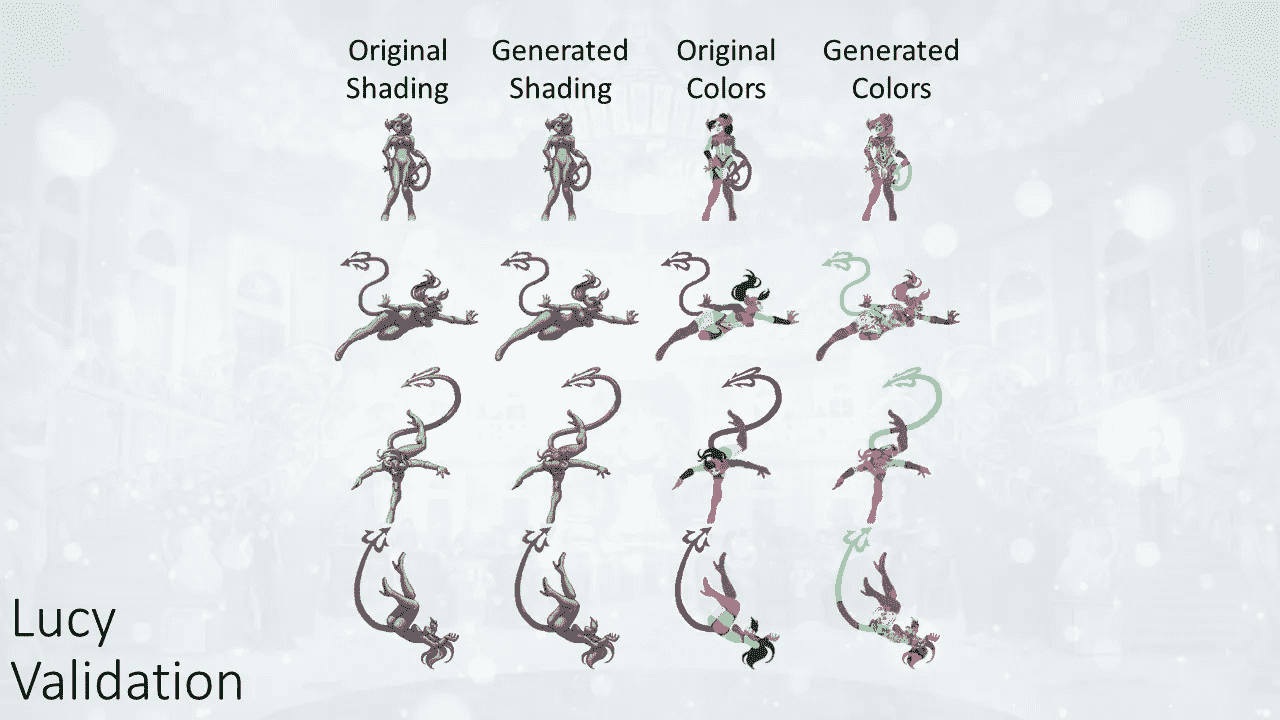 Original
Shading
Generated
Shading
Original
Colors
Generated
Colors
Lucy
Validation